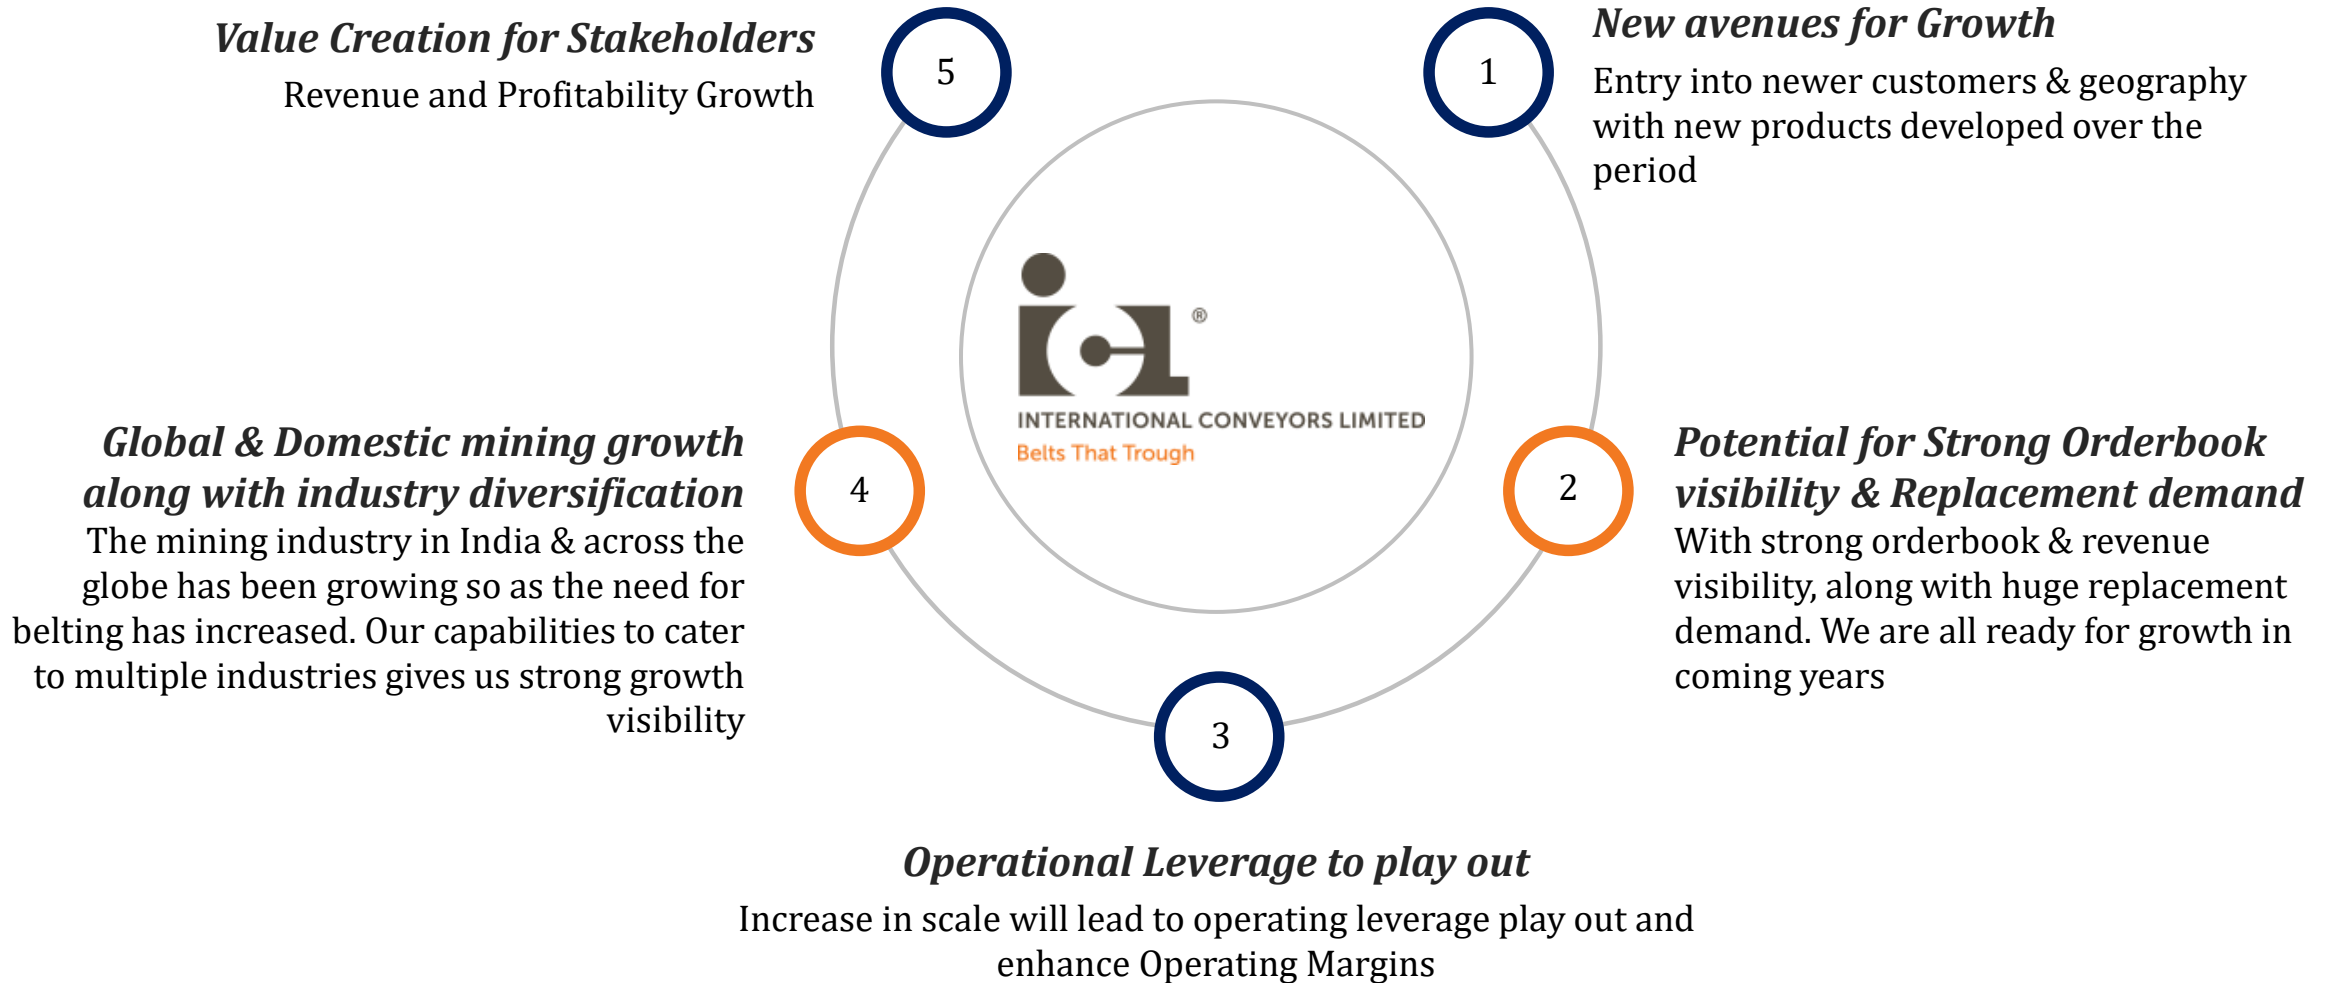 New avenues for Growth
1
Entry into newer customers & geography
with new products developed over the
period
Potential for Strong Orderbook
visibility & Replacement demand
2
With strong orderbook & revenue
visibility, along with huge replacement
demand. We are all ready for growth in
coming years
3
Operational Leverage to play out
Increase in scale will lead to operating leverage play out and
enhance Operating Margins
Global & Domestic mining growth
along with industry diversification
4
The mining industry in India & across the
globe has been growing so as the need for
belting has increased. Our capabilities to cater
to multiple industries gives us strong growth
visibility
Value Creation for Stakeholders
5
Revenue and Profitability Growth
icl ®
INTERNATIONAL CONVEYORS LIMITED
Belts That Trough